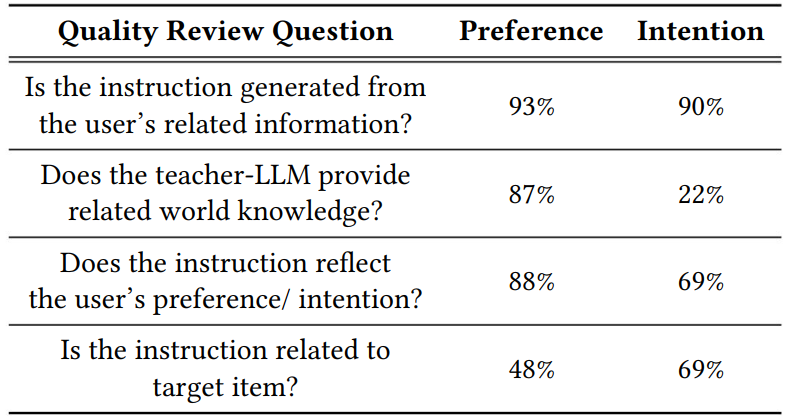 Quality Review Question Preference Intention
Is the instruction generated from
the user's related information? 93% 90%
Does the teacher-LLM provide
related world knowledge? 87% 22%
Does the instruction reflect
the user's preference/ intention? 88% 69%
Is the instruction related to
target item? 48% 69%